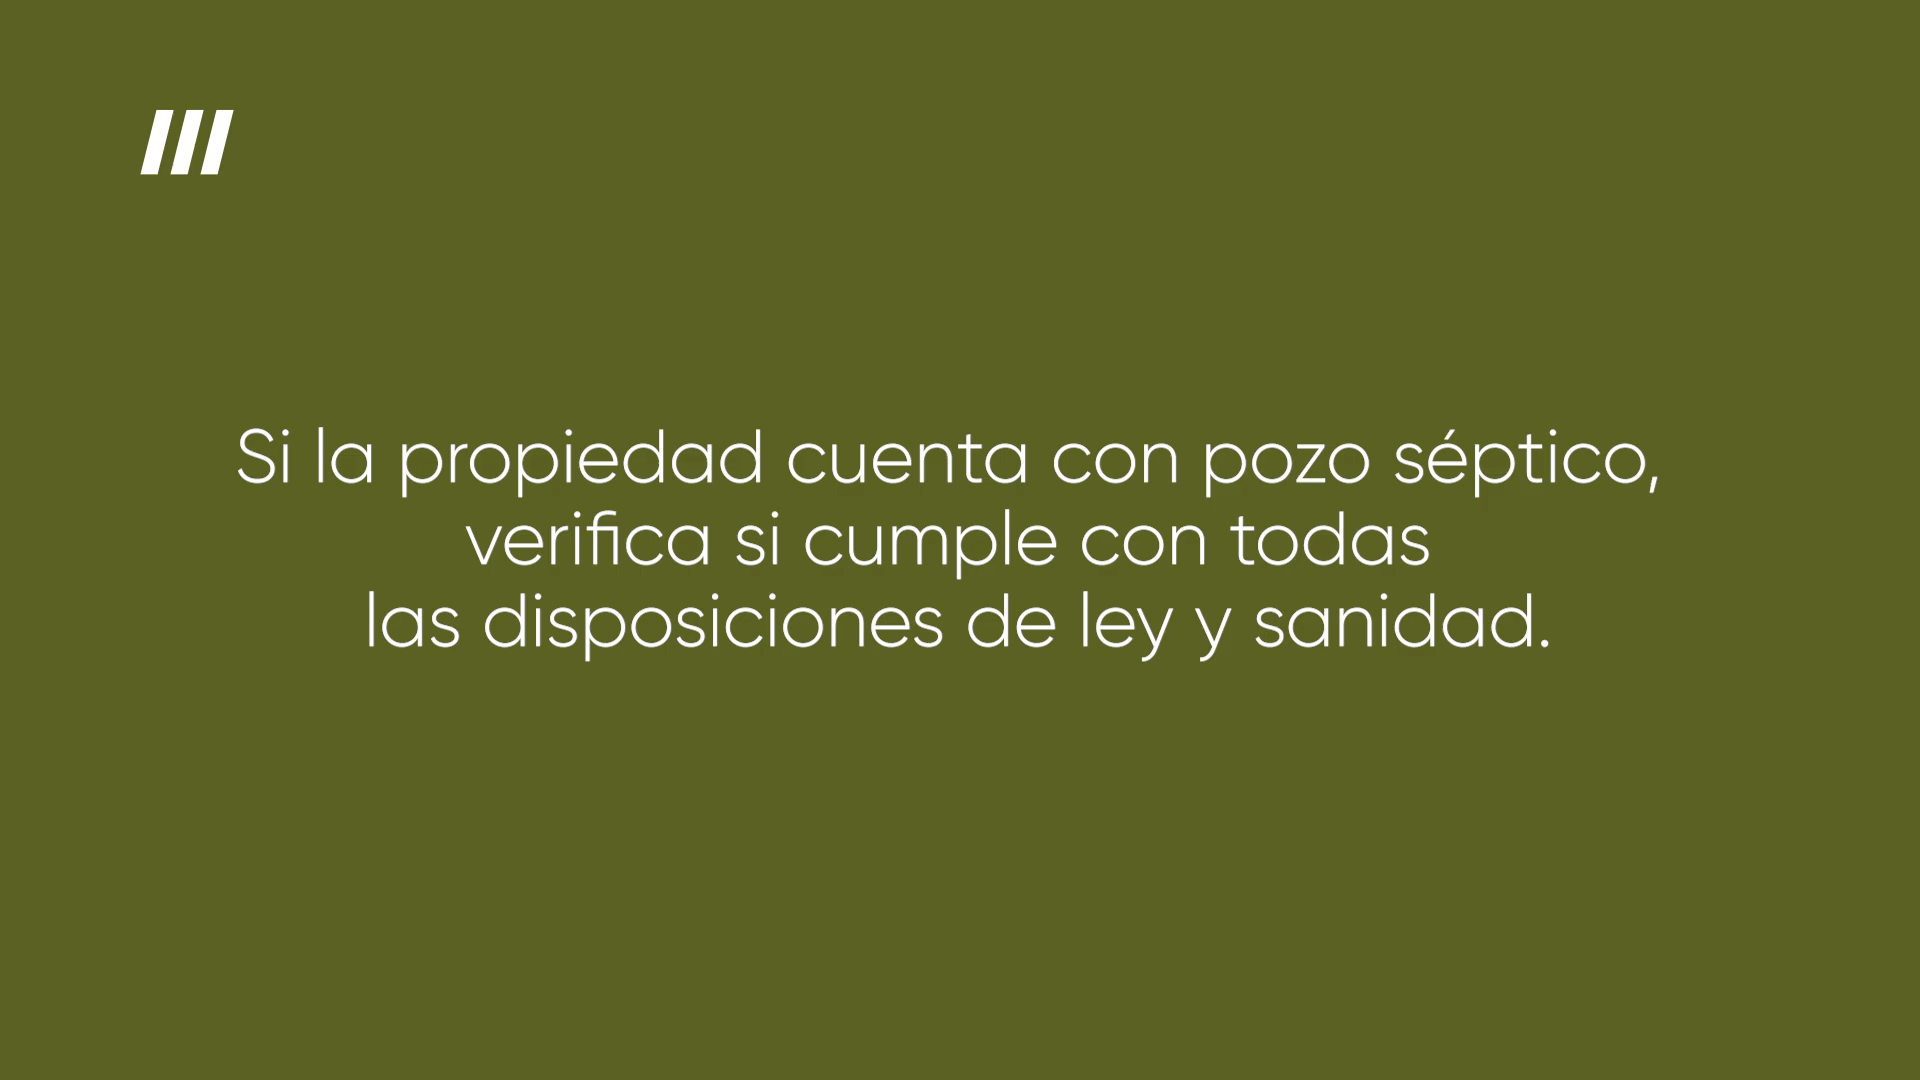 Si la propiedad cuenta con pozo séptico,
verifica si cumple con todas
las disposiciones de ley y sanidad.